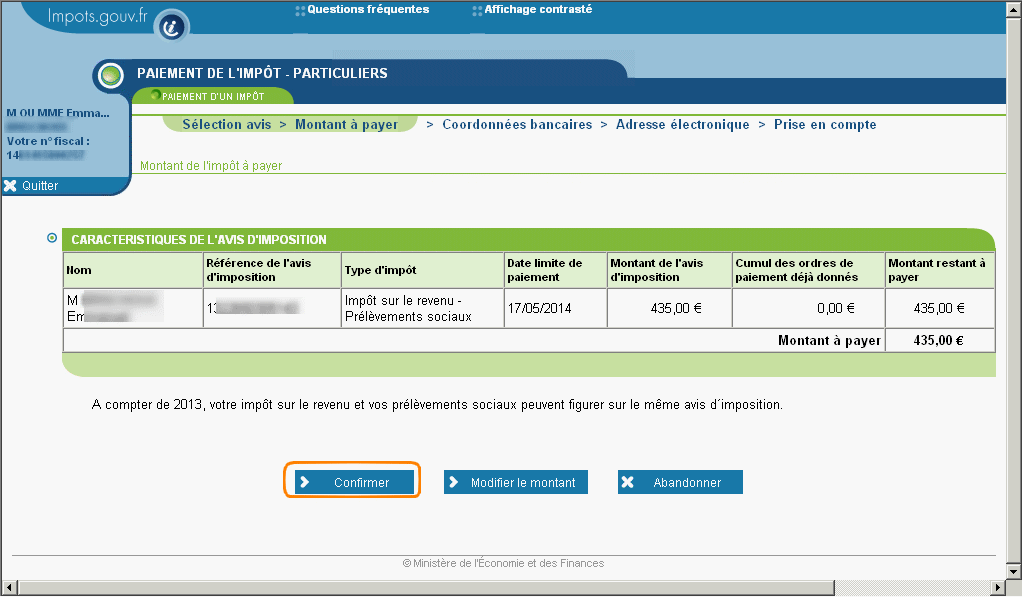 Impots.gouv.fr
Questions fréquentes
Affichage contrasté
PAIEMENT DE L'IMPÔT - PARTICULIERS
PAIEMENT D'UN IMPÔT
M OU MME Emma...
Votre n° fiscal :
14
Quitter
Sélection avis > Montant à payer > Coordonnées bancaires > Adresse électronique > Prise en compte
Montant de l'impôt à payer
CARACTERISTIQUES DE L'AVIS D'IMPOSITION
Nom
Référence de l'avis
d'imposition
Type d'impôt
Date limite de
paiement
Montant de l'avis
d'imposition
Cumul des ordres de
paiement déjà donnés
Montant restant à
payer
M
Em
13
Impôt sur le revenu -
Prélèvements sociaux
17/05/2014
435,00 €
0,00 €
435,00 €
Montant à payer
435,00 €
A compter de 2013, votre impôt sur le revenu et vos prélèvements sociaux peuvent figurer sur le même avis d´imposition.
Confirmer
Modifier le montant
Abandonner
© Ministère de l'Économie et des Finances